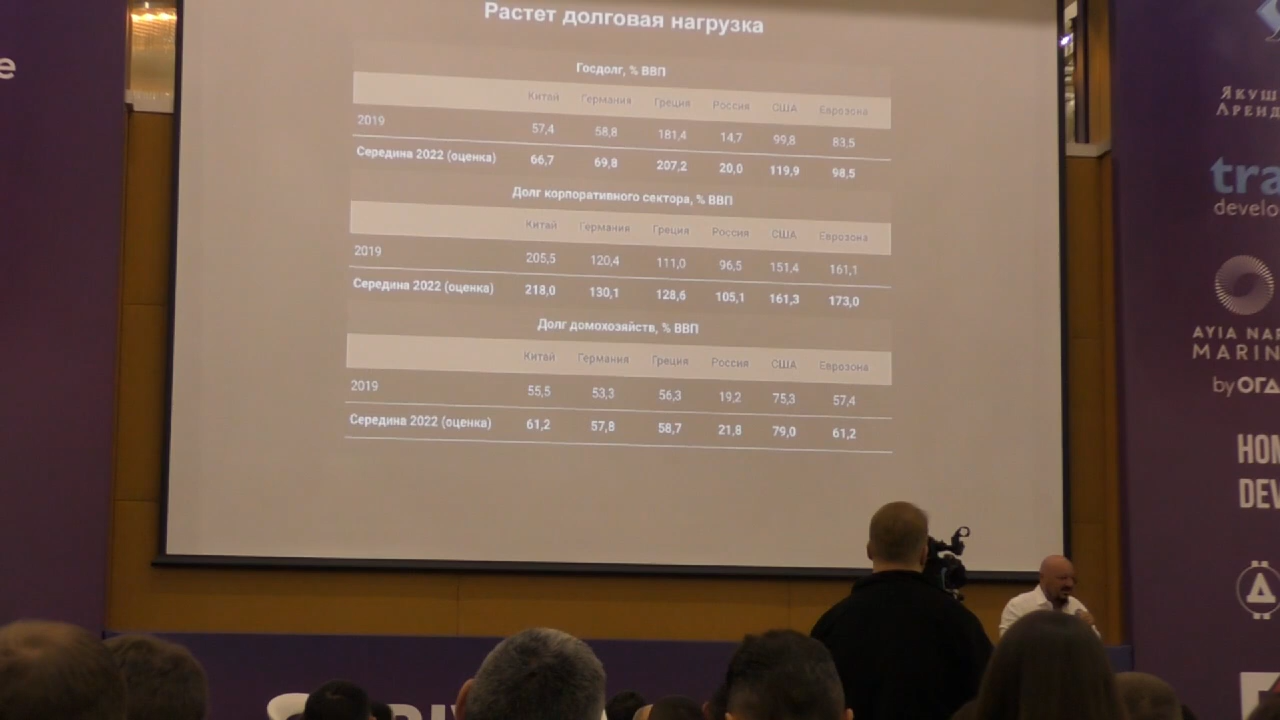 Растет долговая нагрузка
Госдолг, % ВВП
Китай Германия Греция Россия США Еврозона
2019 57,4 58,8 181,4 14,7 99,8 83,5
Середина 2022 (оценка) 66,7 69,8 207,2 20,0 119,9 98,5
Долг корпоративного сектора, % ВВП
Китай Германия Греция Россия США Еврозона
2019 205,5 120,4 111,0 96,5 151,4 161,1
Середина 2022 (оценка) 218,0 130,1 128,6 105,1 161,3 173,0
Долг домохозяйств, % ВВП
Китай Германия Греция Россия США Еврозона
2019 55,5 53,3 56,3 19,2 75,3 57,4
Середина 2022 (оценка) 61,2 57,8 58,7 21,8 79,0 61,2
e
ЯКУШ
АРЕНД
tra
develo
AYIA NAP
MARIN
by ОГД
HOM
DEV